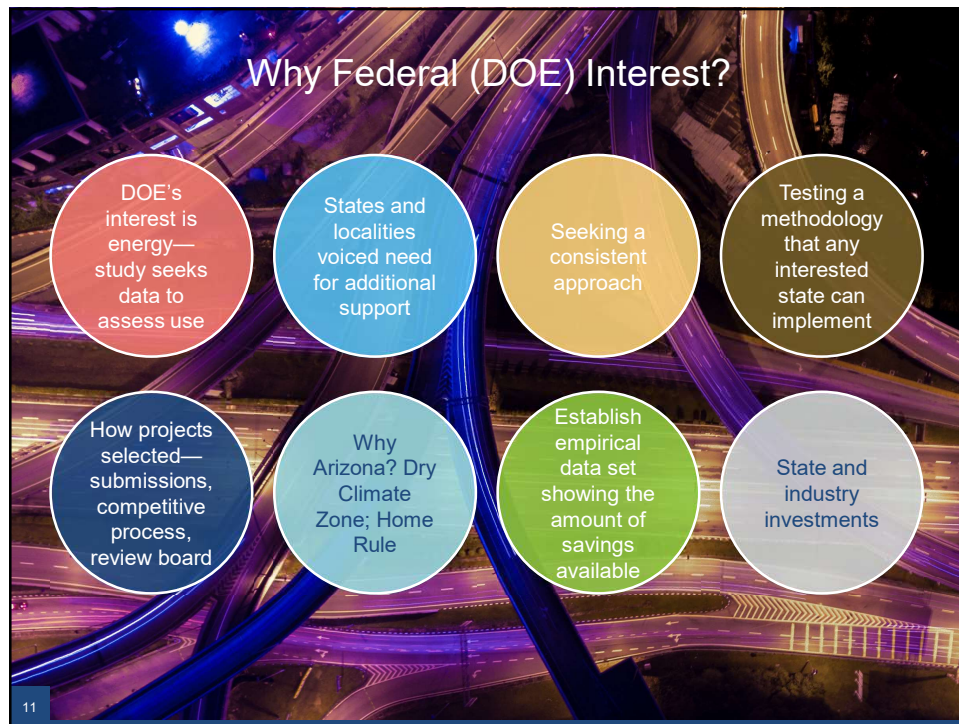 Why Federal (DOE) Interest?
DOE’s
interest is
energy—
study seeks
data to
assess use
States and
localities
voiced need
for additional
support
Seeking a
consistent
approach
Testing a
methodology
that any
interested
state can
implement
How projects
selected—
submissions,
competitive
process,
review board
Why
Arizona? Dry
Climate
Zone; Home
Rule
Establish
empirical
data set
showing the
amount of
savings
available
State and
industry
investments
11